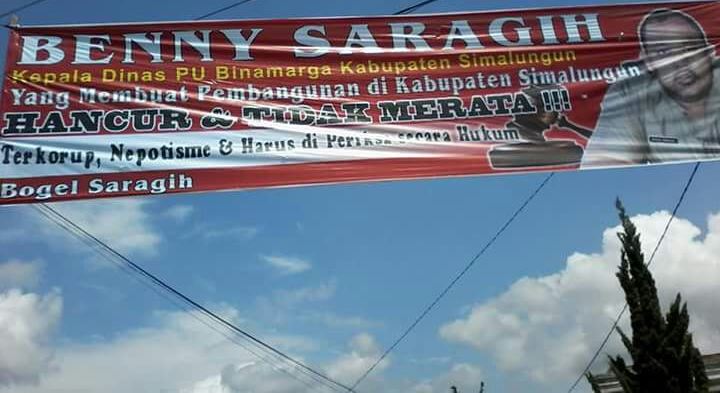 BENNY SARAGIH
Kepala Dinas PU Binamarga Kabupaten Simalungun
Yang Membuat Pembangunan di Kabupaten Simalungun
HANCUR & TIDAK MERATA !!!
Terkorup, Nepotisme & Harus di Periksa secara Hukum
Bogel Saragih